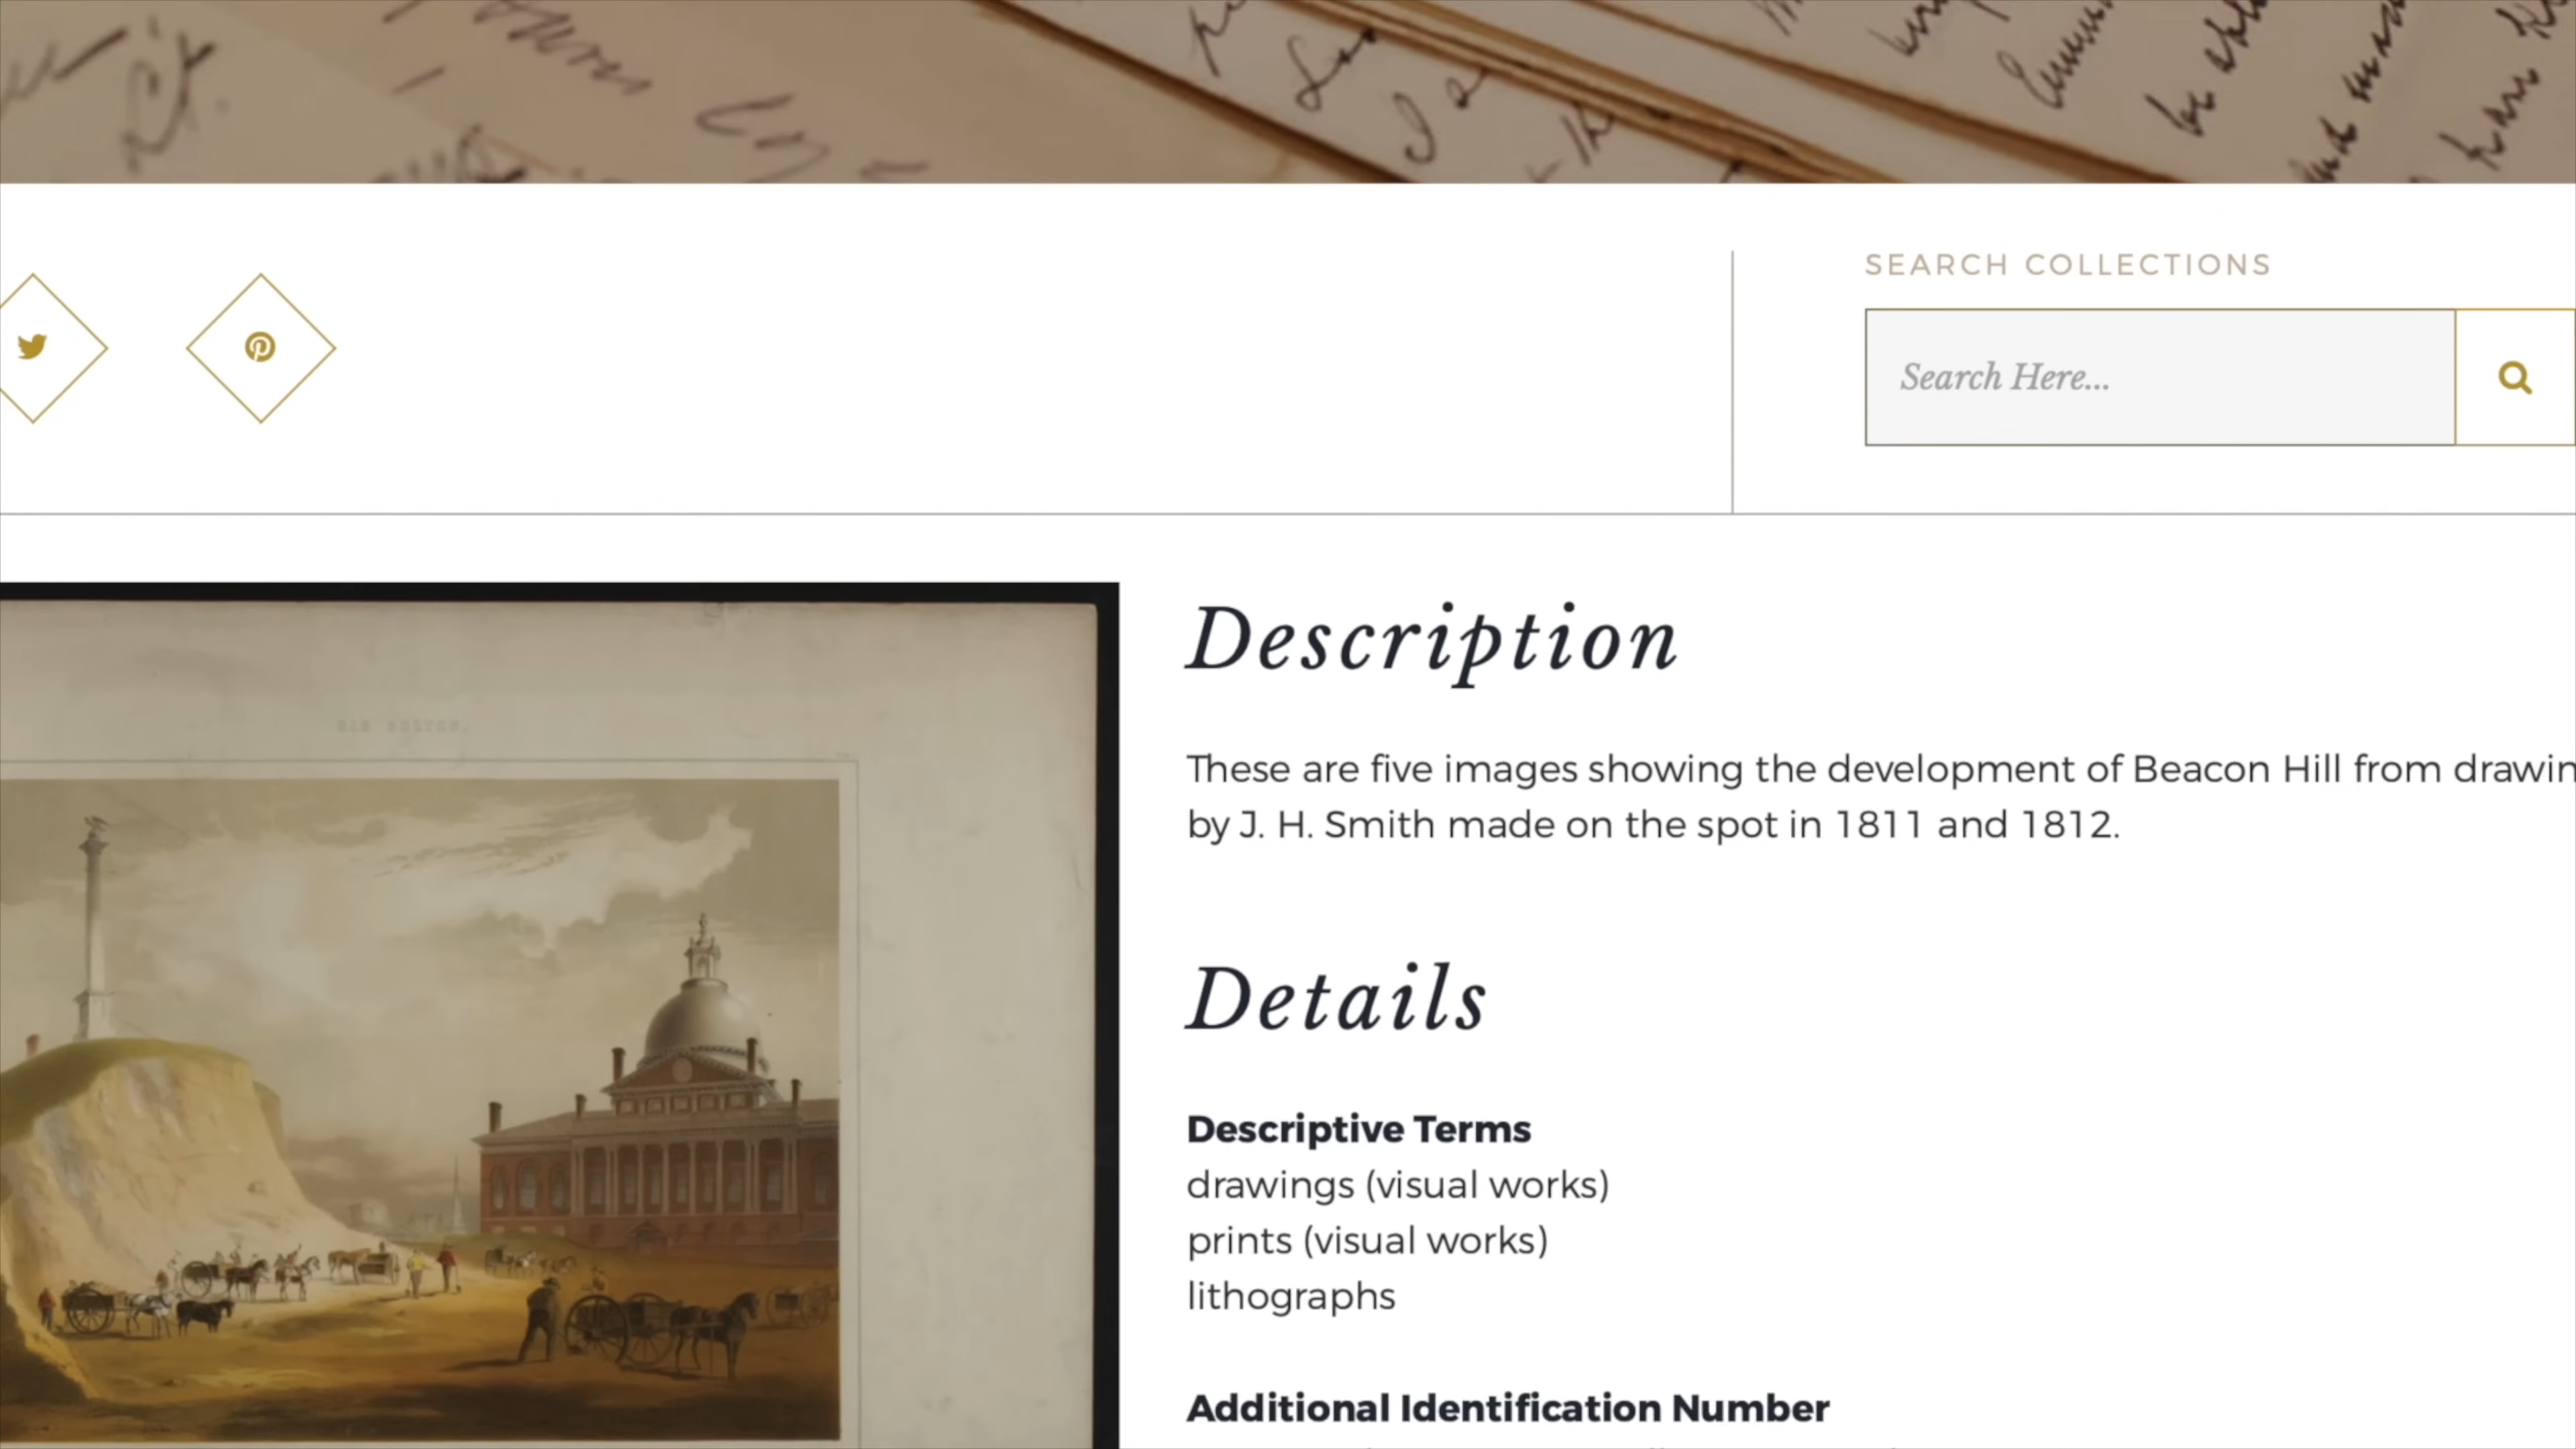 SEARCH COLLECTIONS
Search Here...
Description
OLD BOSTON.
These are five images showing the development of Beacon Hill from drawin
by J. H. Smith made on the spot in 1811 and 1812.
Details
Descriptive Terms
drawings (visual works)
prints (visual works)
lithographs
Additional Identification Number